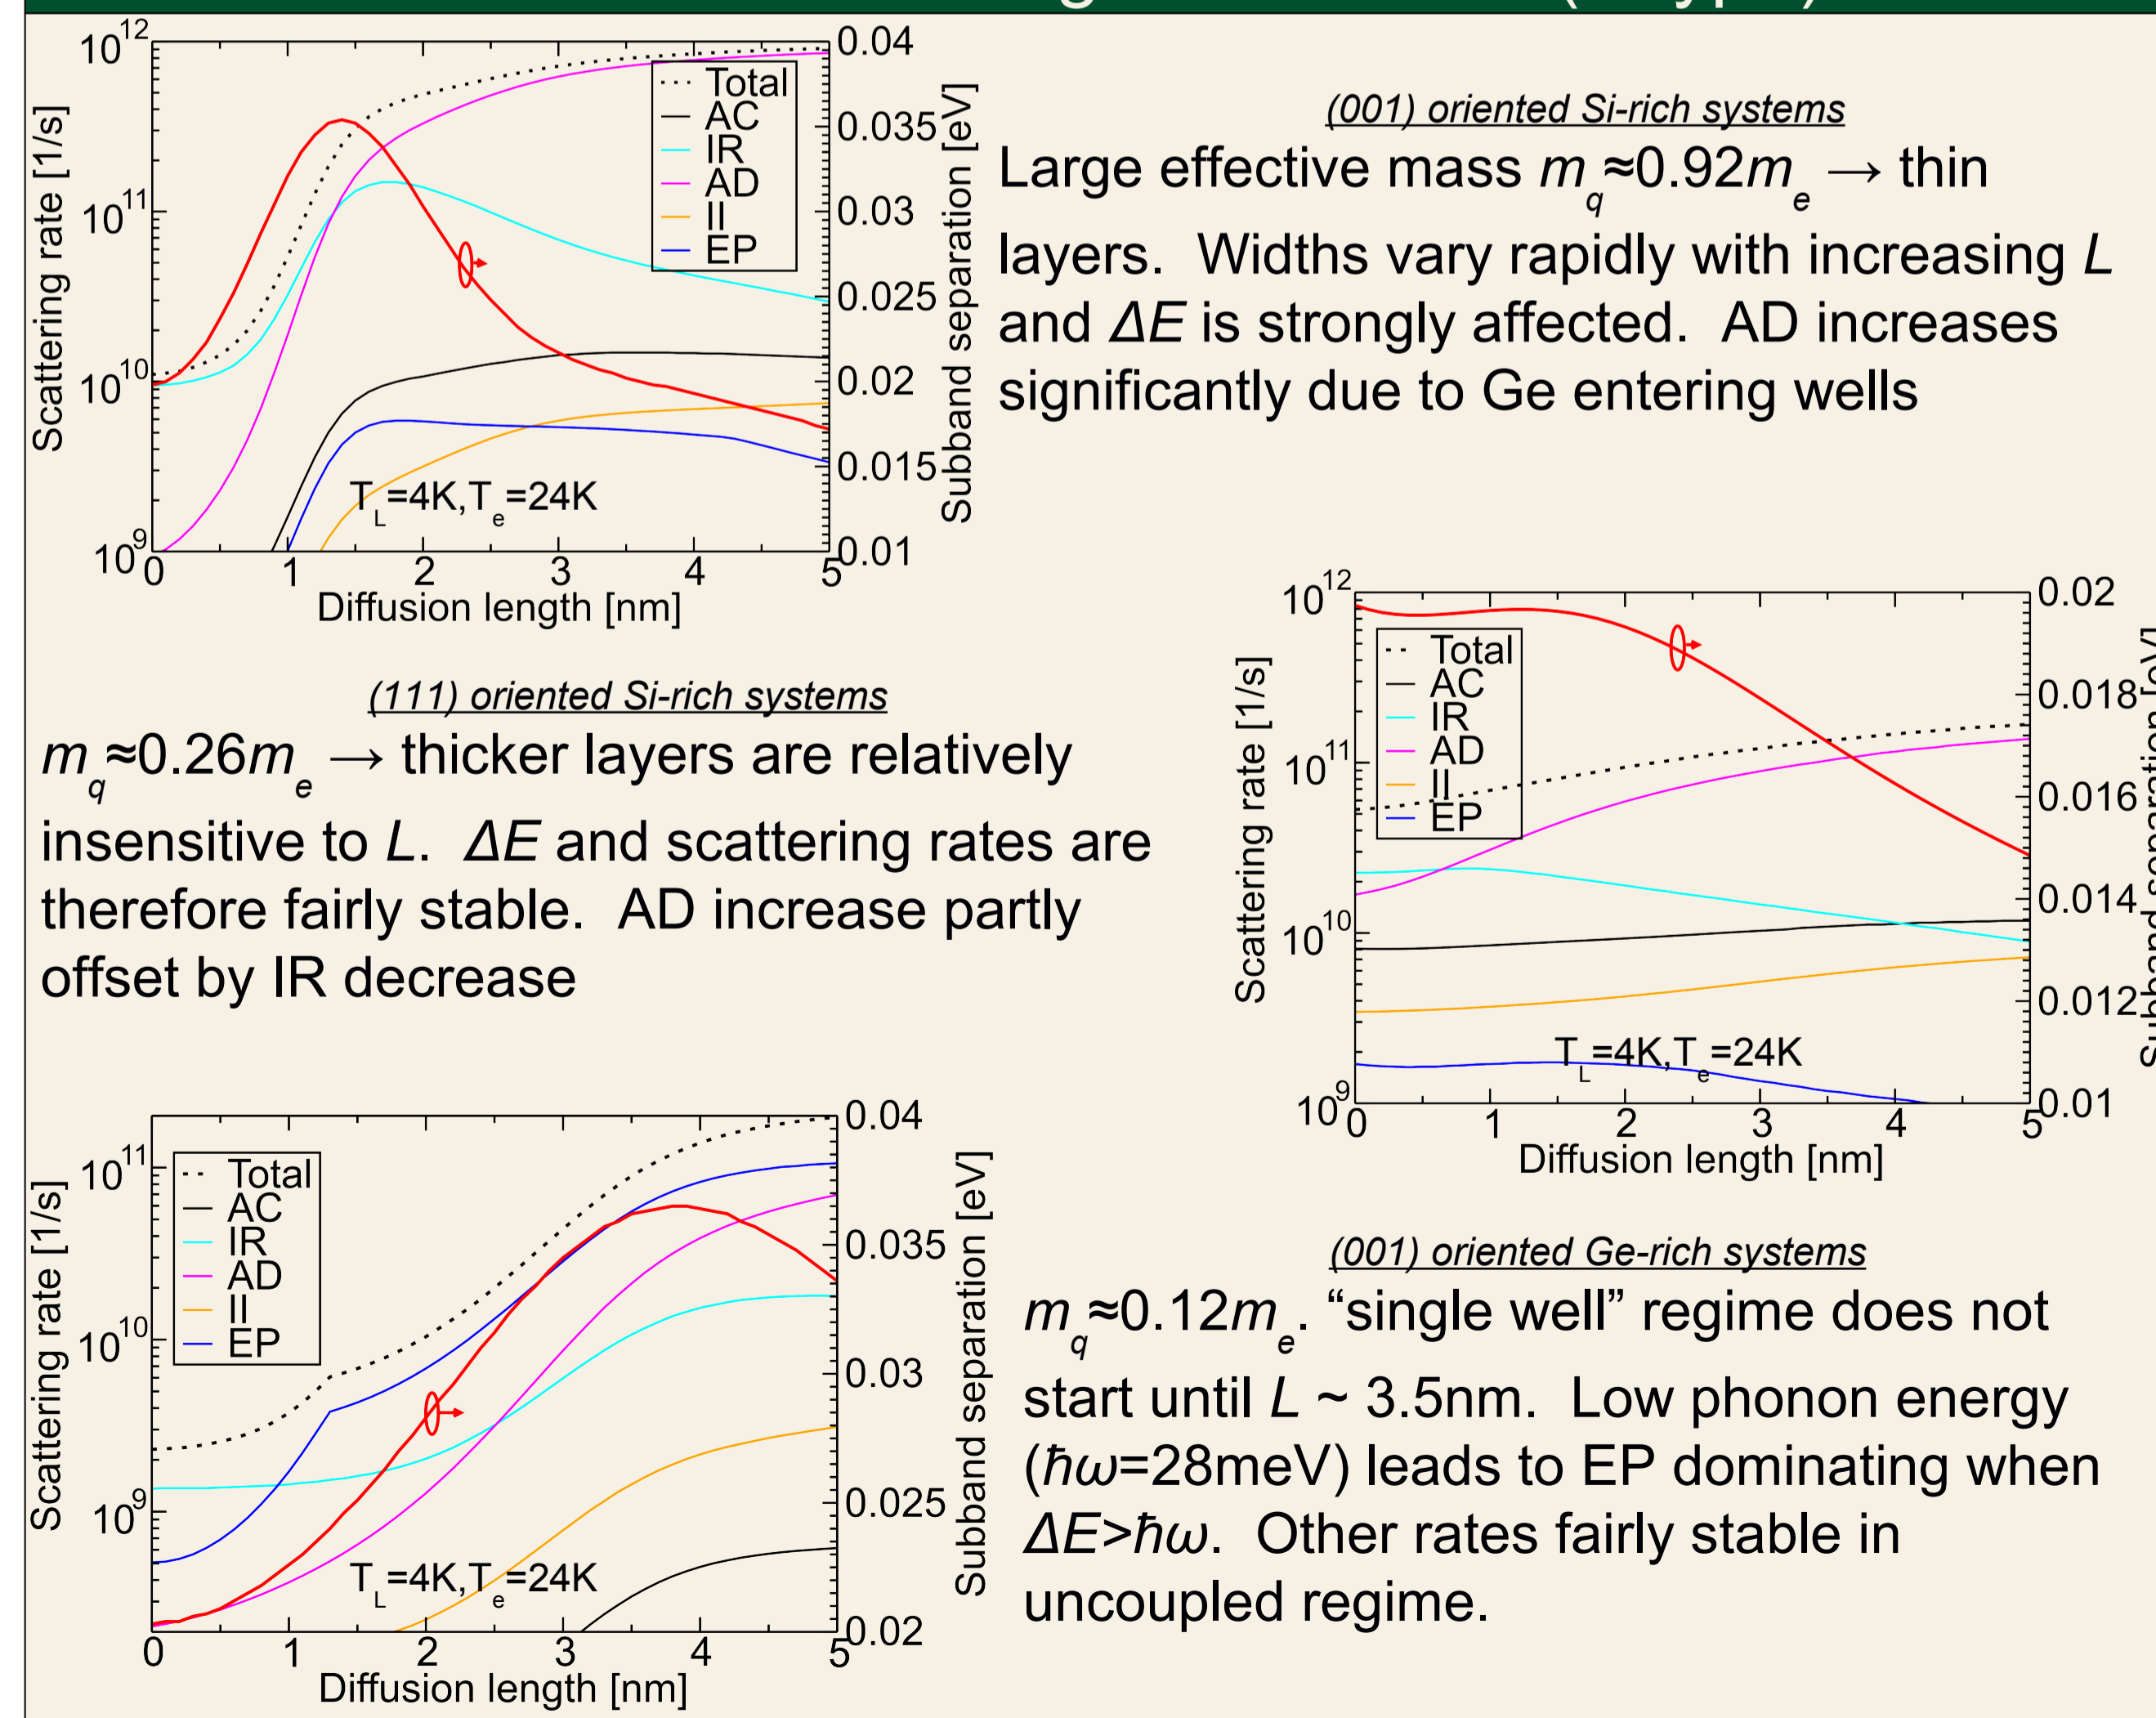 10^12
10^11
10^10
10^9
Scattering rate [1/s]
0 1 2 3 4 5
Diffusion length [nm]
0.04
0.035
0.03
0.025
0.02
0.015
0.01
Subband separation [eV]
Total
AC
IR
AD
II
EP
T_L=4K,T_e=24K
(001) oriented Si-rich systems
Large effective mass m_q≈0.92m_e → thin
layers. Widths vary rapidly with increasing L
and ΔE is strongly affected. AD increases
significantly due to Ge entering wells
(111) oriented Si-rich systems
m_q≈0.26m_e → thicker layers are relatively
insensitive to L. ΔE and scattering rates are
therefore fairly stable. AD increase partly
offset by IR decrease
10^12
10^11
10^10
10^9
Scattering rate [1/s]
0 1 2 3 4 5
Diffusion length [nm]
0.02
0.018
0.016
0.014
0.012
0.01
Subband separation [eV]
Total
AC
IR
AD
II
EP
T_L=4K,T_e=24K
10^11
10^10
10^9
Scattering rate [1/s]
0 1 2 3 4 5
Diffusion length [nm]
0.04
0.035
0.03
0.025
0.02
Subband separation [eV]
Total
AC
IR
AD
II
EP
T_L=4K,T_e=24K
(001) oriented Ge-rich systems
m_q≈0.12m_e. “single well” regime does not
start until L ~ 3.5nm. Low phonon energy
(ħω=28meV) leads to EP dominating when
ΔE>ħω. Other rates fairly stable in
uncoupled regime.